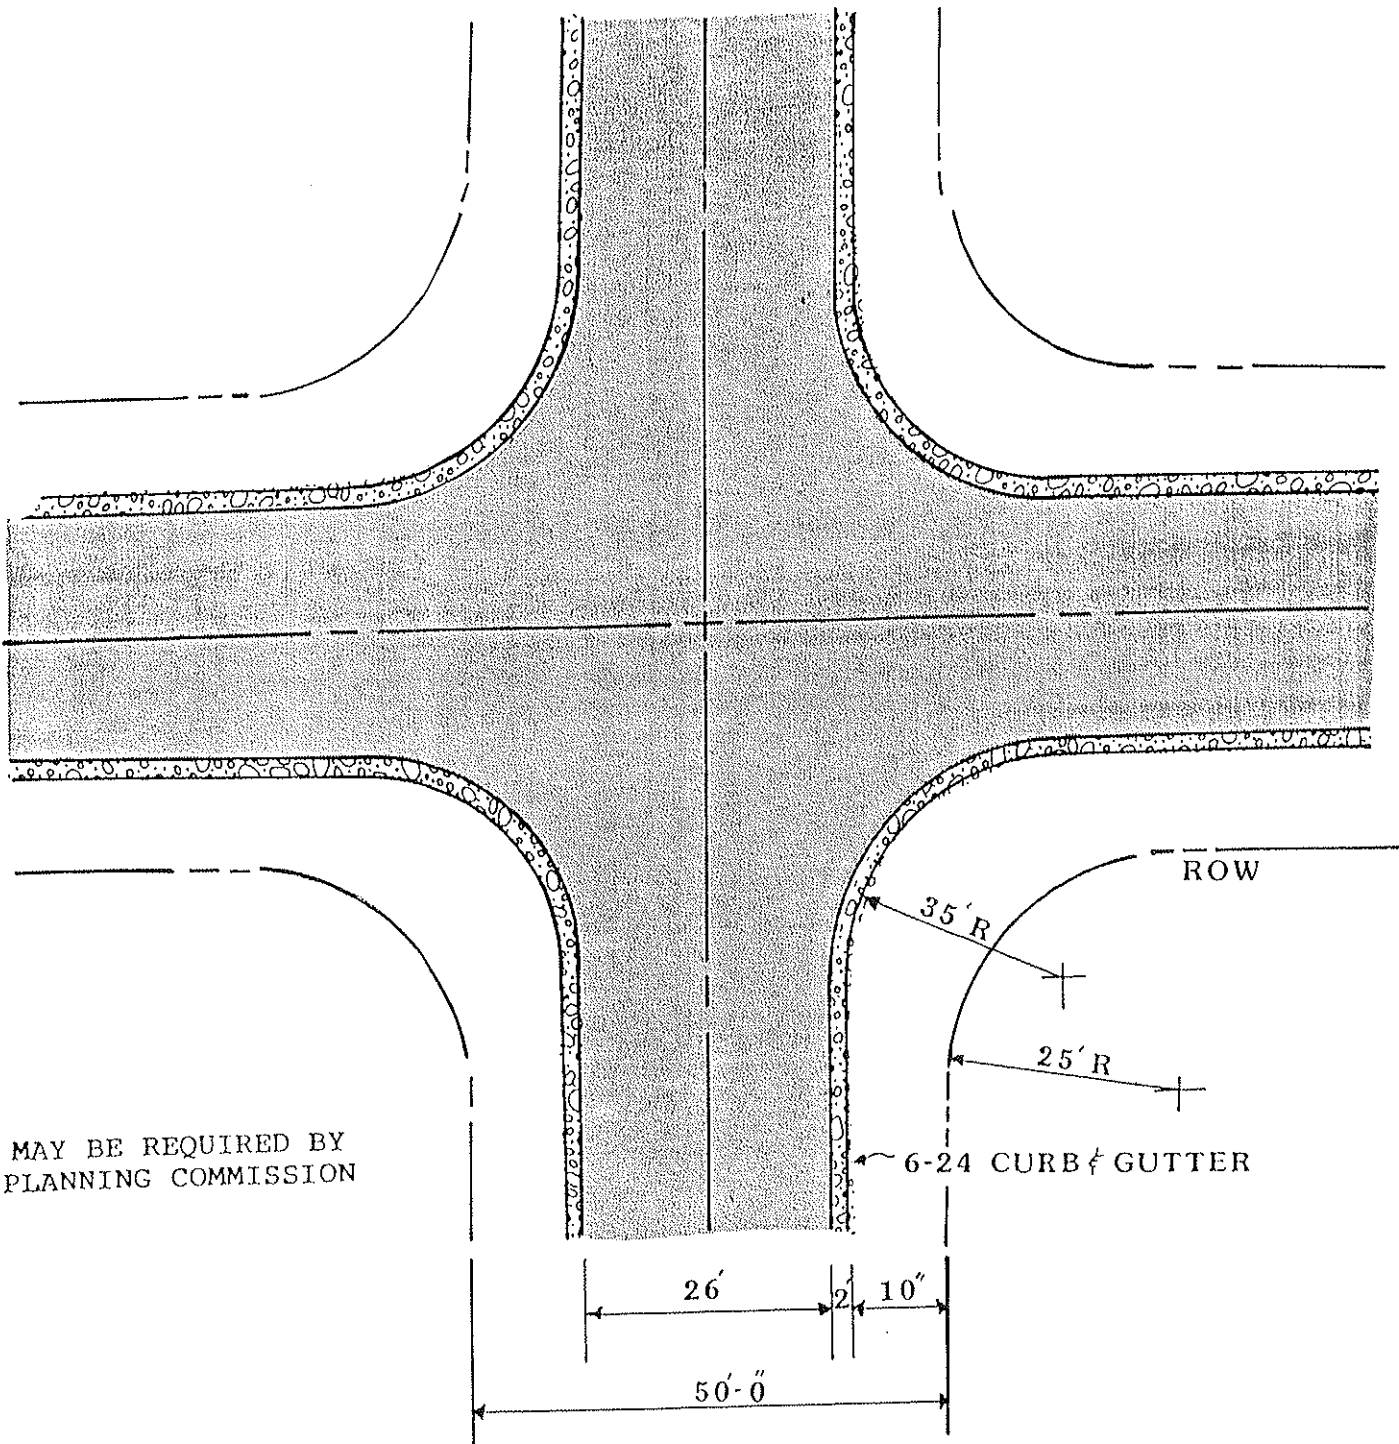 ROW
35' R
25' R
MAY BE REQUIRED BY
PLANNING COMMISSION
6-24 CURB & GUTTER
26'
2'
10"
50'-0"